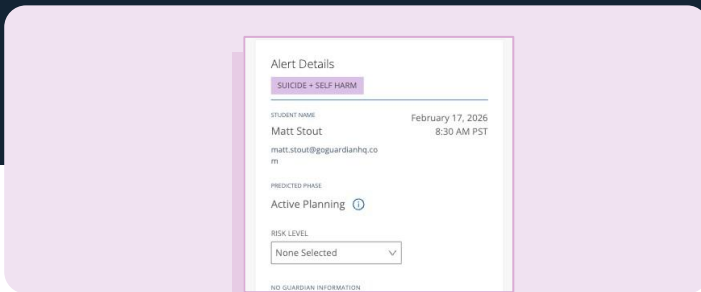 Alert Details
SUICIDE + SELF HARM
STUDENT NAME
February 17, 2026
Matt Stout
8:30 AM PST
matt.stout@goguardianhq.co
m
PREDICTED PHASE
Active Planning
RISK LEVEL
None Selected
NO GUARDIAN INFORMATION